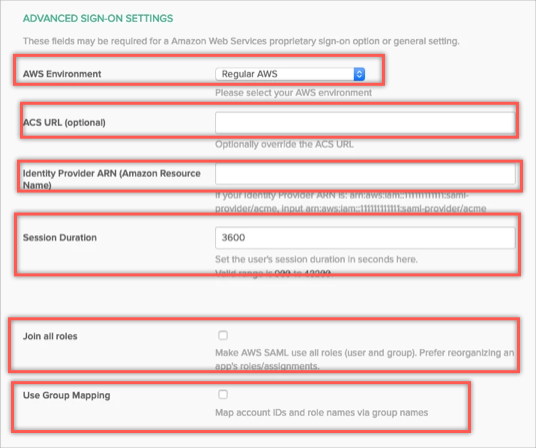 ADVANCED SIGN-ON SETTINGS
These fields may be required for a Amazon Web Services proprietary sign-on option or general setting.
AWS Environment
Regular AWS
Please select your AWS environment
ACS URL (optional)
Optionally override the ACS URL
Identity Provider ARN (Amazon Resource
Name)
If your Identity Provider ARN is: arn:aws:iam::111111111111:saml-
provider/acme, input arn:aws:iam::111111111111:saml-provider/acme
Session Duration
3600
Set the user's session duration in seconds here.
Valid range is to
Join all roles
Make AWS SAML use all roles (user and group). Prefer reorganizing an
app's roles/assignments.
Use Group Mapping
Map account IDs and role names via group names